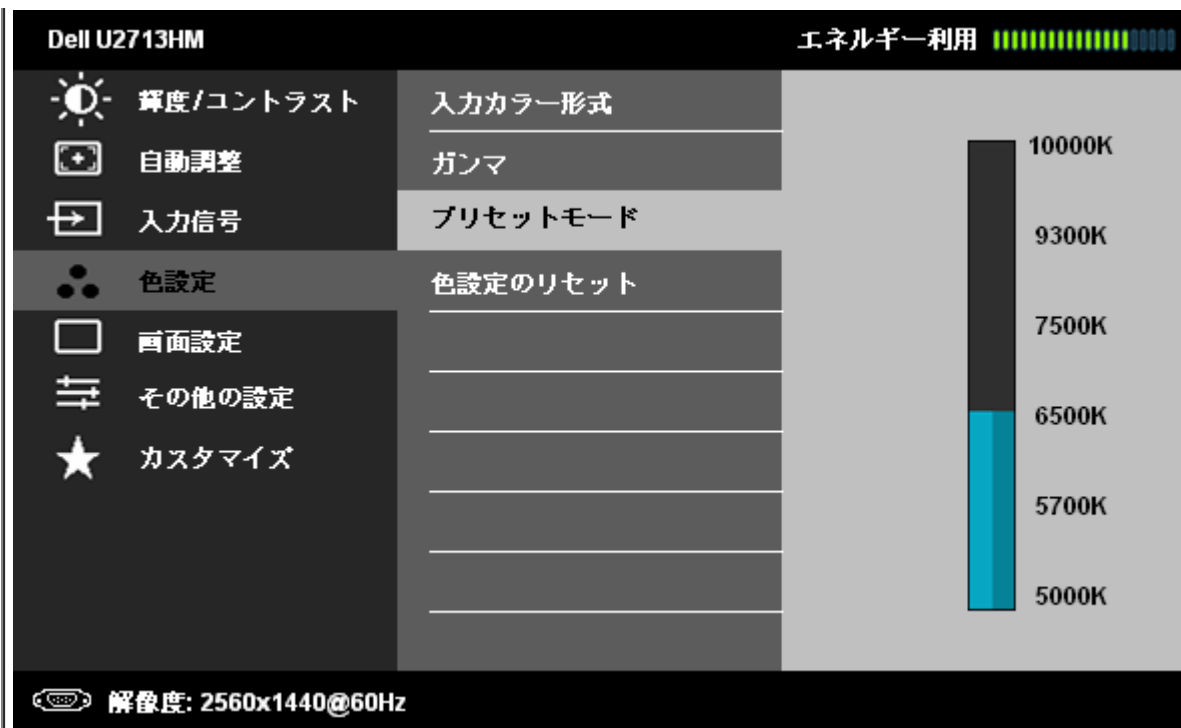 Dell U2713HM
エネルギー利用
輝度/コントラスト
自動調整
入力信号
色設定
画面設定
その他の設定
カスタマイズ
入力カラー形式
ガンマ
プリセットモード
色設定のリセット
10000K
9300K
7500K
6500K
5700K
5000K
解像度: 2560x1440@60Hz